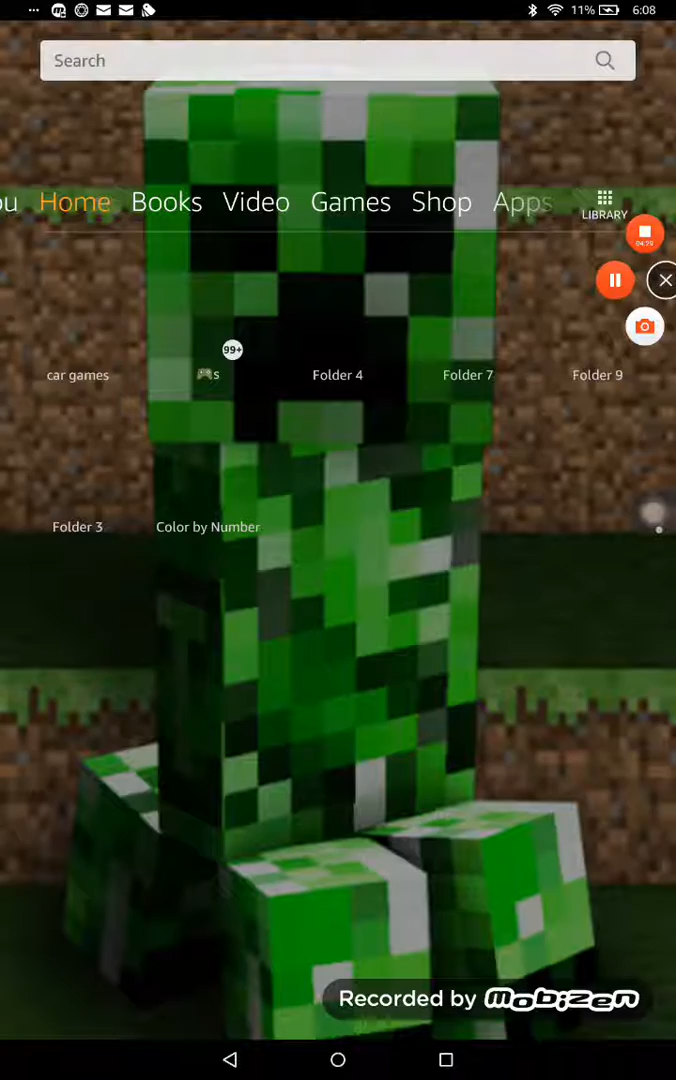 11% 6:08
Search
ou Home Books Video Games Shop Apps
LIBRARY
04:29
99+
car games 🎮s Folder 4 Folder 7 Folder 9
Folder 3 Color by Number
Recorded by mobizen